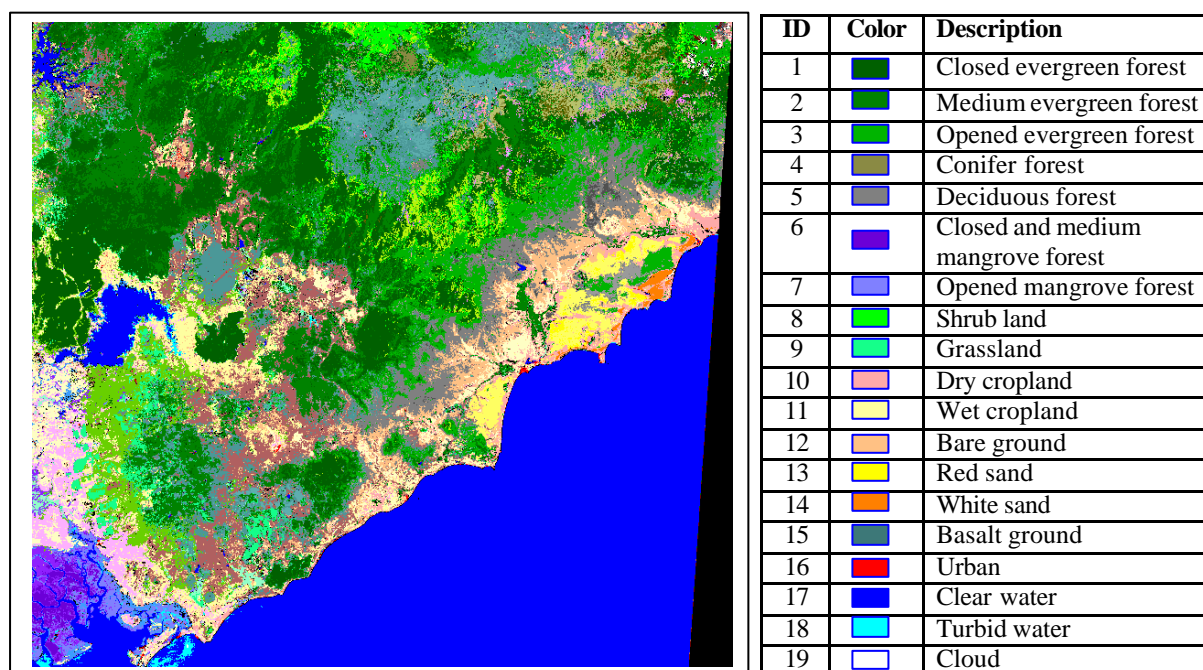 ID Color Description
1 Closed evergreen forest
2 Medium evergreen forest
3 Opened evergreen forest
4 Conifer forest
5 Deciduous forest
6 Closed and medium
mangrove forest
7 Opened mangrove forest
8 Shrub land
9 Grassland
10 Dry cropland
11 Wet cropland
12 Bare ground
13 Red sand
14 White sand
15 Basalt ground
16 Urban
17 Clear water
18 Turbid water
19 Cloud